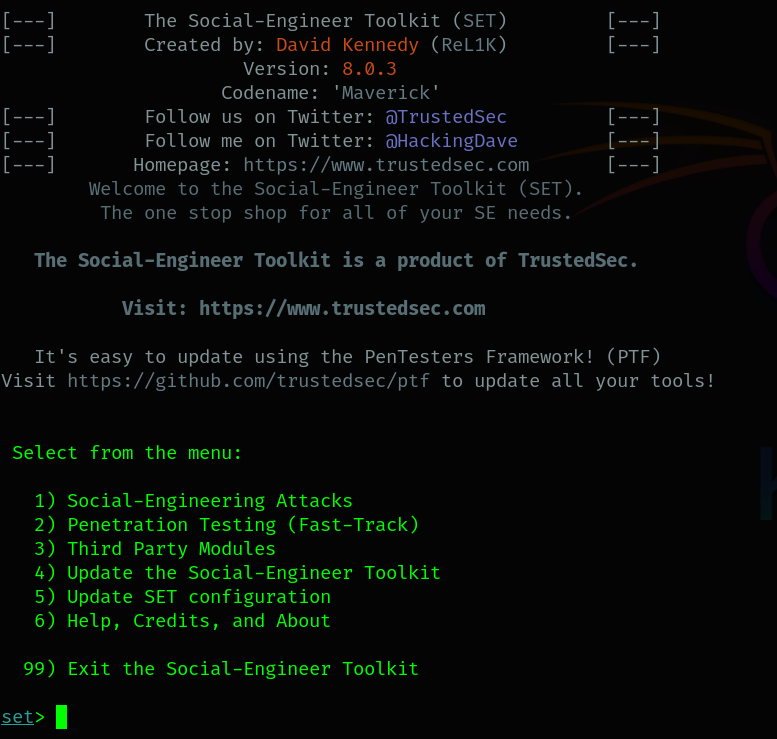 [---]        The Social-Engineer Toolkit (SET)         [---]
[---]        Created by: David Kennedy (ReL1K)         [---]
                      Version: 8.0.3
                    Codename: 'Maverick'
[---]        Follow us on Twitter: @TrustedSec         [---]
[---]        Follow me on Twitter: @HackingDave        [---]
[---]       Homepage: https://www.trustedsec.com       [---]
        Welcome to the Social-Engineer Toolkit (SET).
         The one stop shop for all of your SE needs.

   The Social-Engineer Toolkit is a product of TrustedSec.

           Visit: https://www.trustedsec.com

   It's easy to update using the PenTesters Framework! (PTF)
Visit https://github.com/trustedsec/ptf to update all your tools!


 Select from the menu:

   1) Social-Engineering Attacks
   2) Penetration Testing (Fast-Track)
   3) Third Party Modules
   4) Update the Social-Engineer Toolkit
   5) Update SET configuration
   6) Help, Credits, and About

  99) Exit the Social-Engineer Toolkit

set>